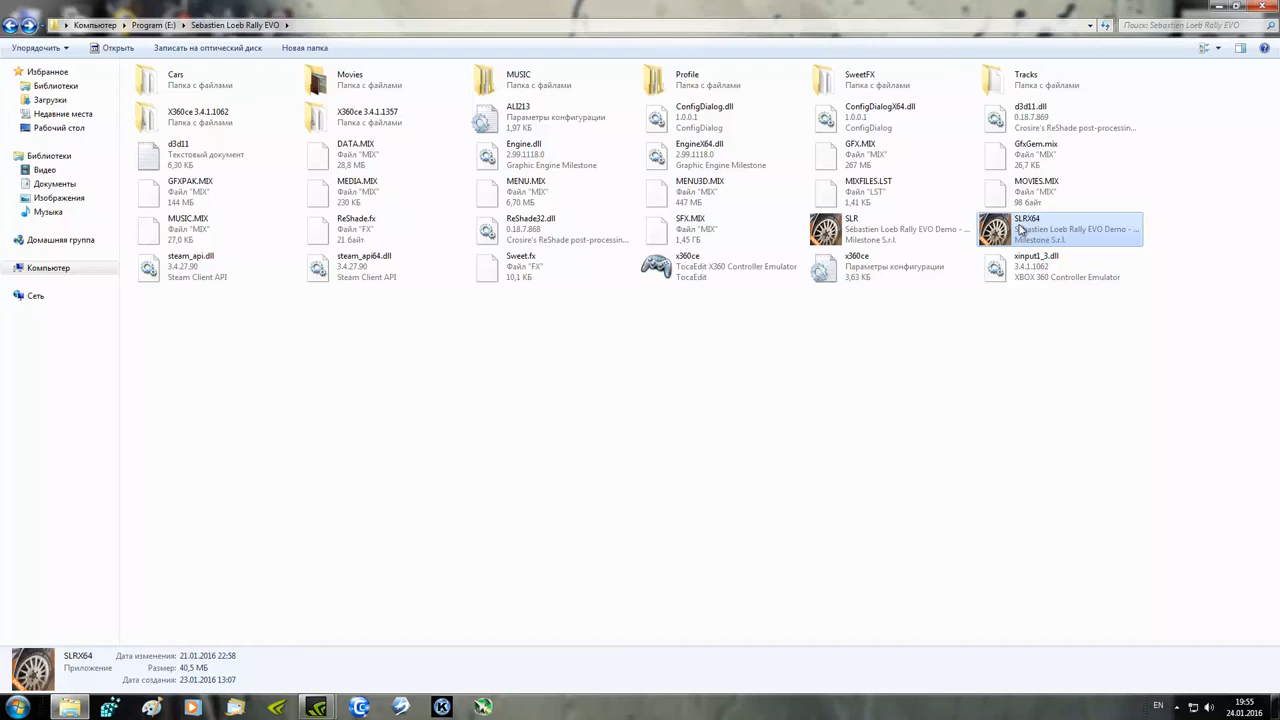 Компьютер ▸ Program (E:) ▸ Sebastien Loeb Rally EVO ▸
Поиск: Sebastien Loeb Rally EVO
Упорядочить Открыть Записать на оптический диск Новая папка
Избранное
Библиотеки
Загрузки
Недавние места
Рабочий стол
Библиотеки
Видео
Документы
Изображения
Музыка
Домашняя группа
Компьютер
Сеть
Cars
Папка с файлами
Movies
Папка с файлами
MUSIC
Папка с файлами
Profile
Папка с файлами
SweetFX
Папка с файлами
Tracks
Папка с файлами
X360ce 3.4.1.1062
Папка с файлами
X360ce 3.4.1.1357
Папка с файлами
ALI213
Параметры конфигурации
1,97 КБ
ConfigDialog.dll
1.0.0.1
ConfigDialog
ConfigDialogX64.dll
1.0.0.1
ConfigDialog
d3d11.dll
0.18.7.869
Crosire's ReShade post-processin...
d3d11
Текстовый документ
6,30 КБ
DATA.MIX
Файл "MIX"
28,8 МБ
Engine.dll
2.99.1118.0
Graphic Engine Milestone
EngineX64.dll
2.99.1118.0
Graphic Engine Milestone
GFX.MIX
Файл "MIX"
267 МБ
GfxGem.mix
Файл "MIX"
26,7 КБ
GFXPAK.MIX
Файл "MIX"
144 МБ
MEDIA.MIX
Файл "MIX"
230 КБ
MENU.MIX
Файл "MIX"
6,70 МБ
MENU3D.MIX
Файл "MIX"
447 МБ
MIXFILES.LST
Файл "LST"
1,41 КБ
MOVIES.MIX
Файл "MIX"
98 байт
MUSIC.MIX
Файл "MIX"
27,0 КБ
ReShade.fx
Файл "FX"
21 байт
ReShade32.dll
0.18.7.868
Crosire's ReShade post-processin...
SFX.MIX
Файл "MIX"
1,45 ГБ
SLR
Sébastien Loeb Rally EVO Demo - ...
Milestone S.r.l.
SLRX64
Sébastien Loeb Rally EVO Demo - ...
Milestone S.r.l.
steam_api.dll
3.4.27.90
Steam Client API
steam_api64.dll
3.4.27.90
Steam Client API
Sweet.fx
Файл "FX"
10,1 КБ
x360ce
TocaEdit X360 Controller Emulator
TocaEdit
x360ce
Параметры конфигурации
3,63 КБ
xinput1_3.dll
3.4.1.1062
XBOX 360 Controller Emulator
SLRX64
Приложение
Дата изменения: 21.01.2016 22:58
Размер: 40,5 МБ
Дата создания: 23.01.2016 13:07
EN
19:55
24.01.2016